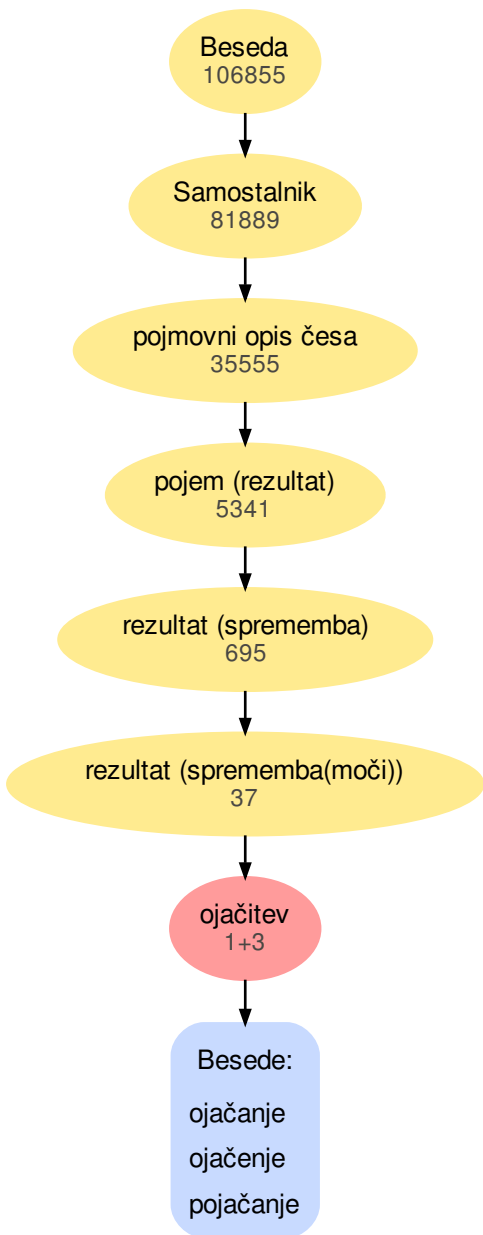 Beseda
106855
Samostalnik
81889
pojmovni opis česa
35555
pojem (rezultat)
5341
rezultat (sprememba)
695
rezultat (sprememba(moči))
37
ojačitev
1+3
Besede:
ojačanje
ojačenje
pojačanje